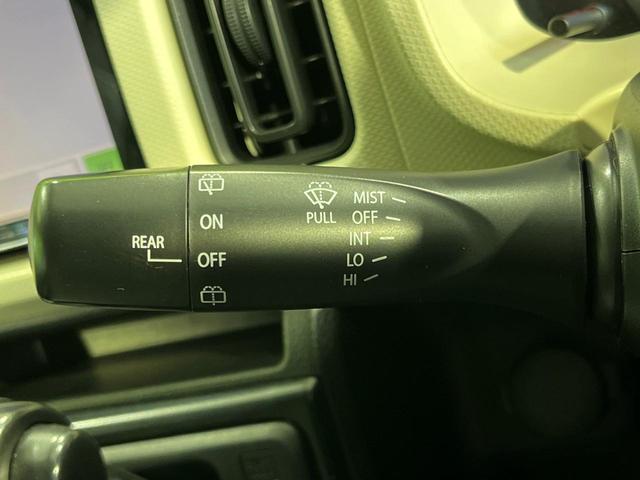 REAR
ON
OFF
PULL
MIST
OFF
INT
LO
HI